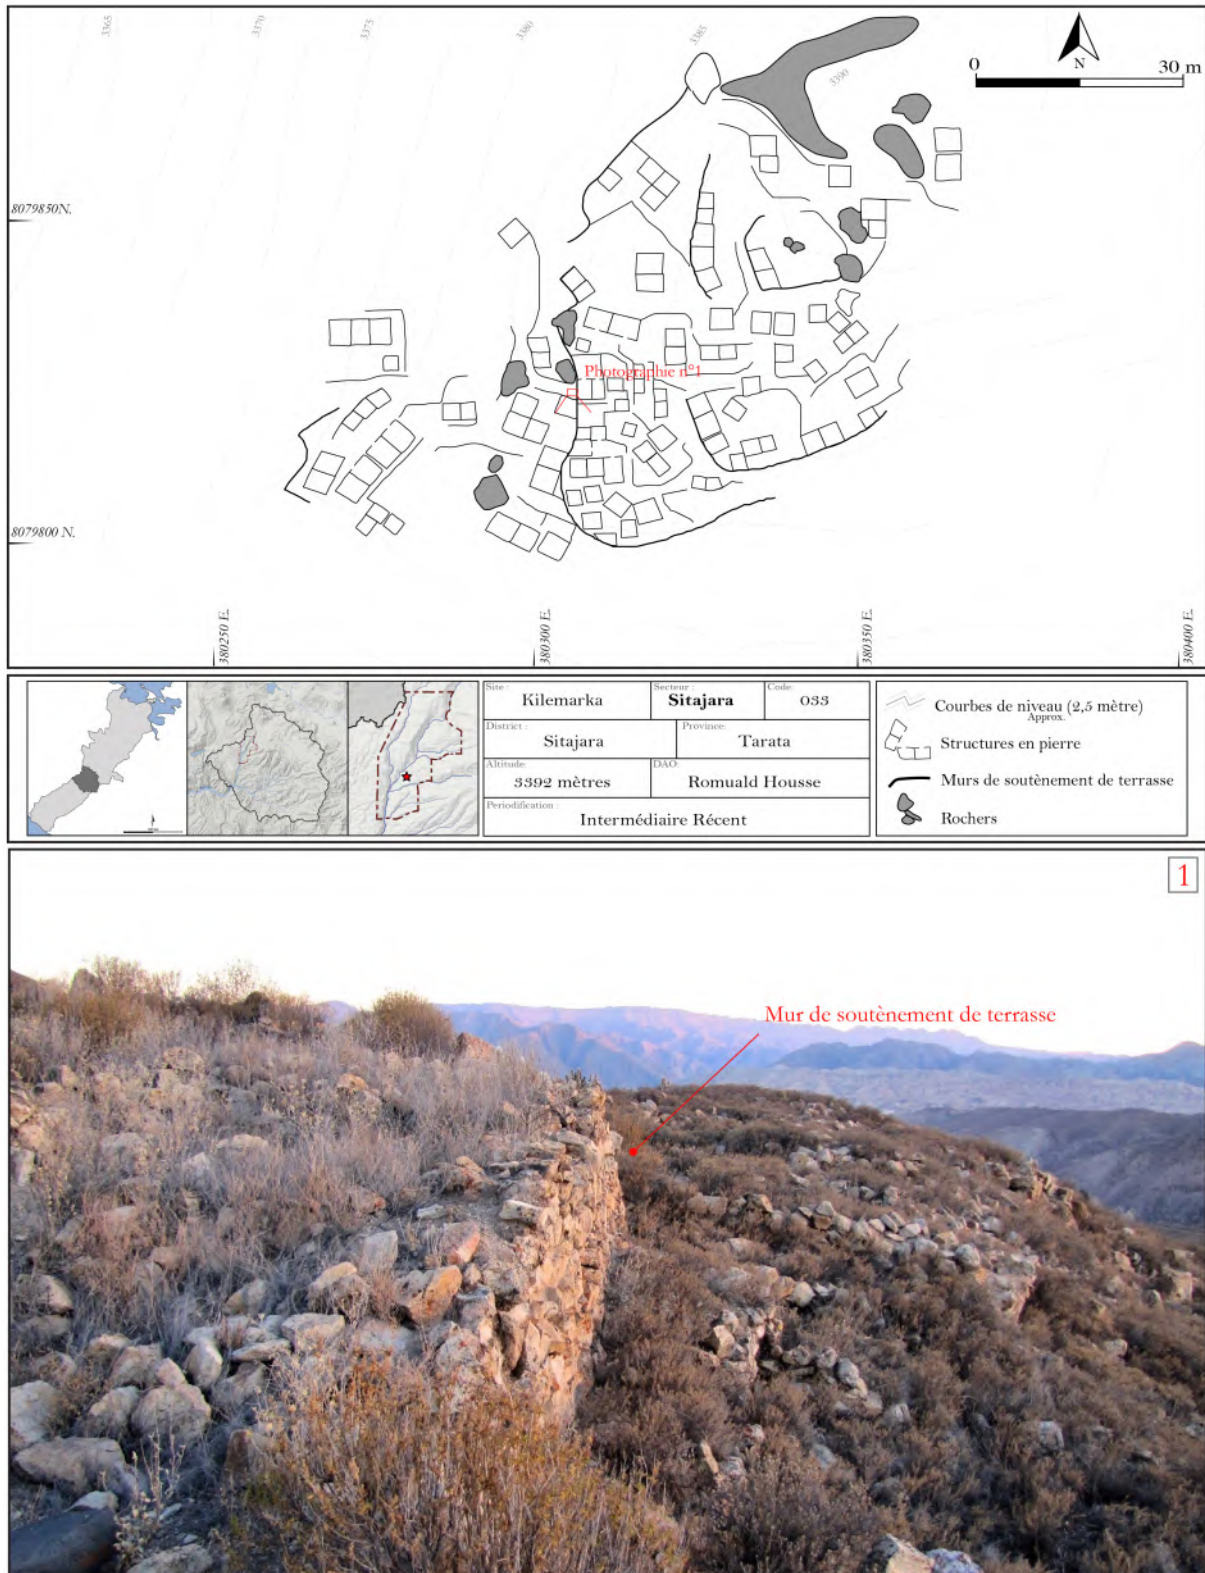 3365
3370
3375
3380
3385
3390
N
0 30 m
8079850N.
Photographie n°1
8079800 N.
380250 E.
380300 E.
380350 E.
380400 E.
Site :
Kilemarka
Secteur :
Sitajara
Code:
033
District :
Sitajara
Province:
Tarata
Altitude:
3392 mètres
DAO:
Romuald Housse
Periodification :
Intermédiaire Récent
Courbes de niveau (2,5 mètre)
Approx.
Structures en pierre
Murs de soutènement de terrasse
Rochers
1
Mur de soutènement de terrasse